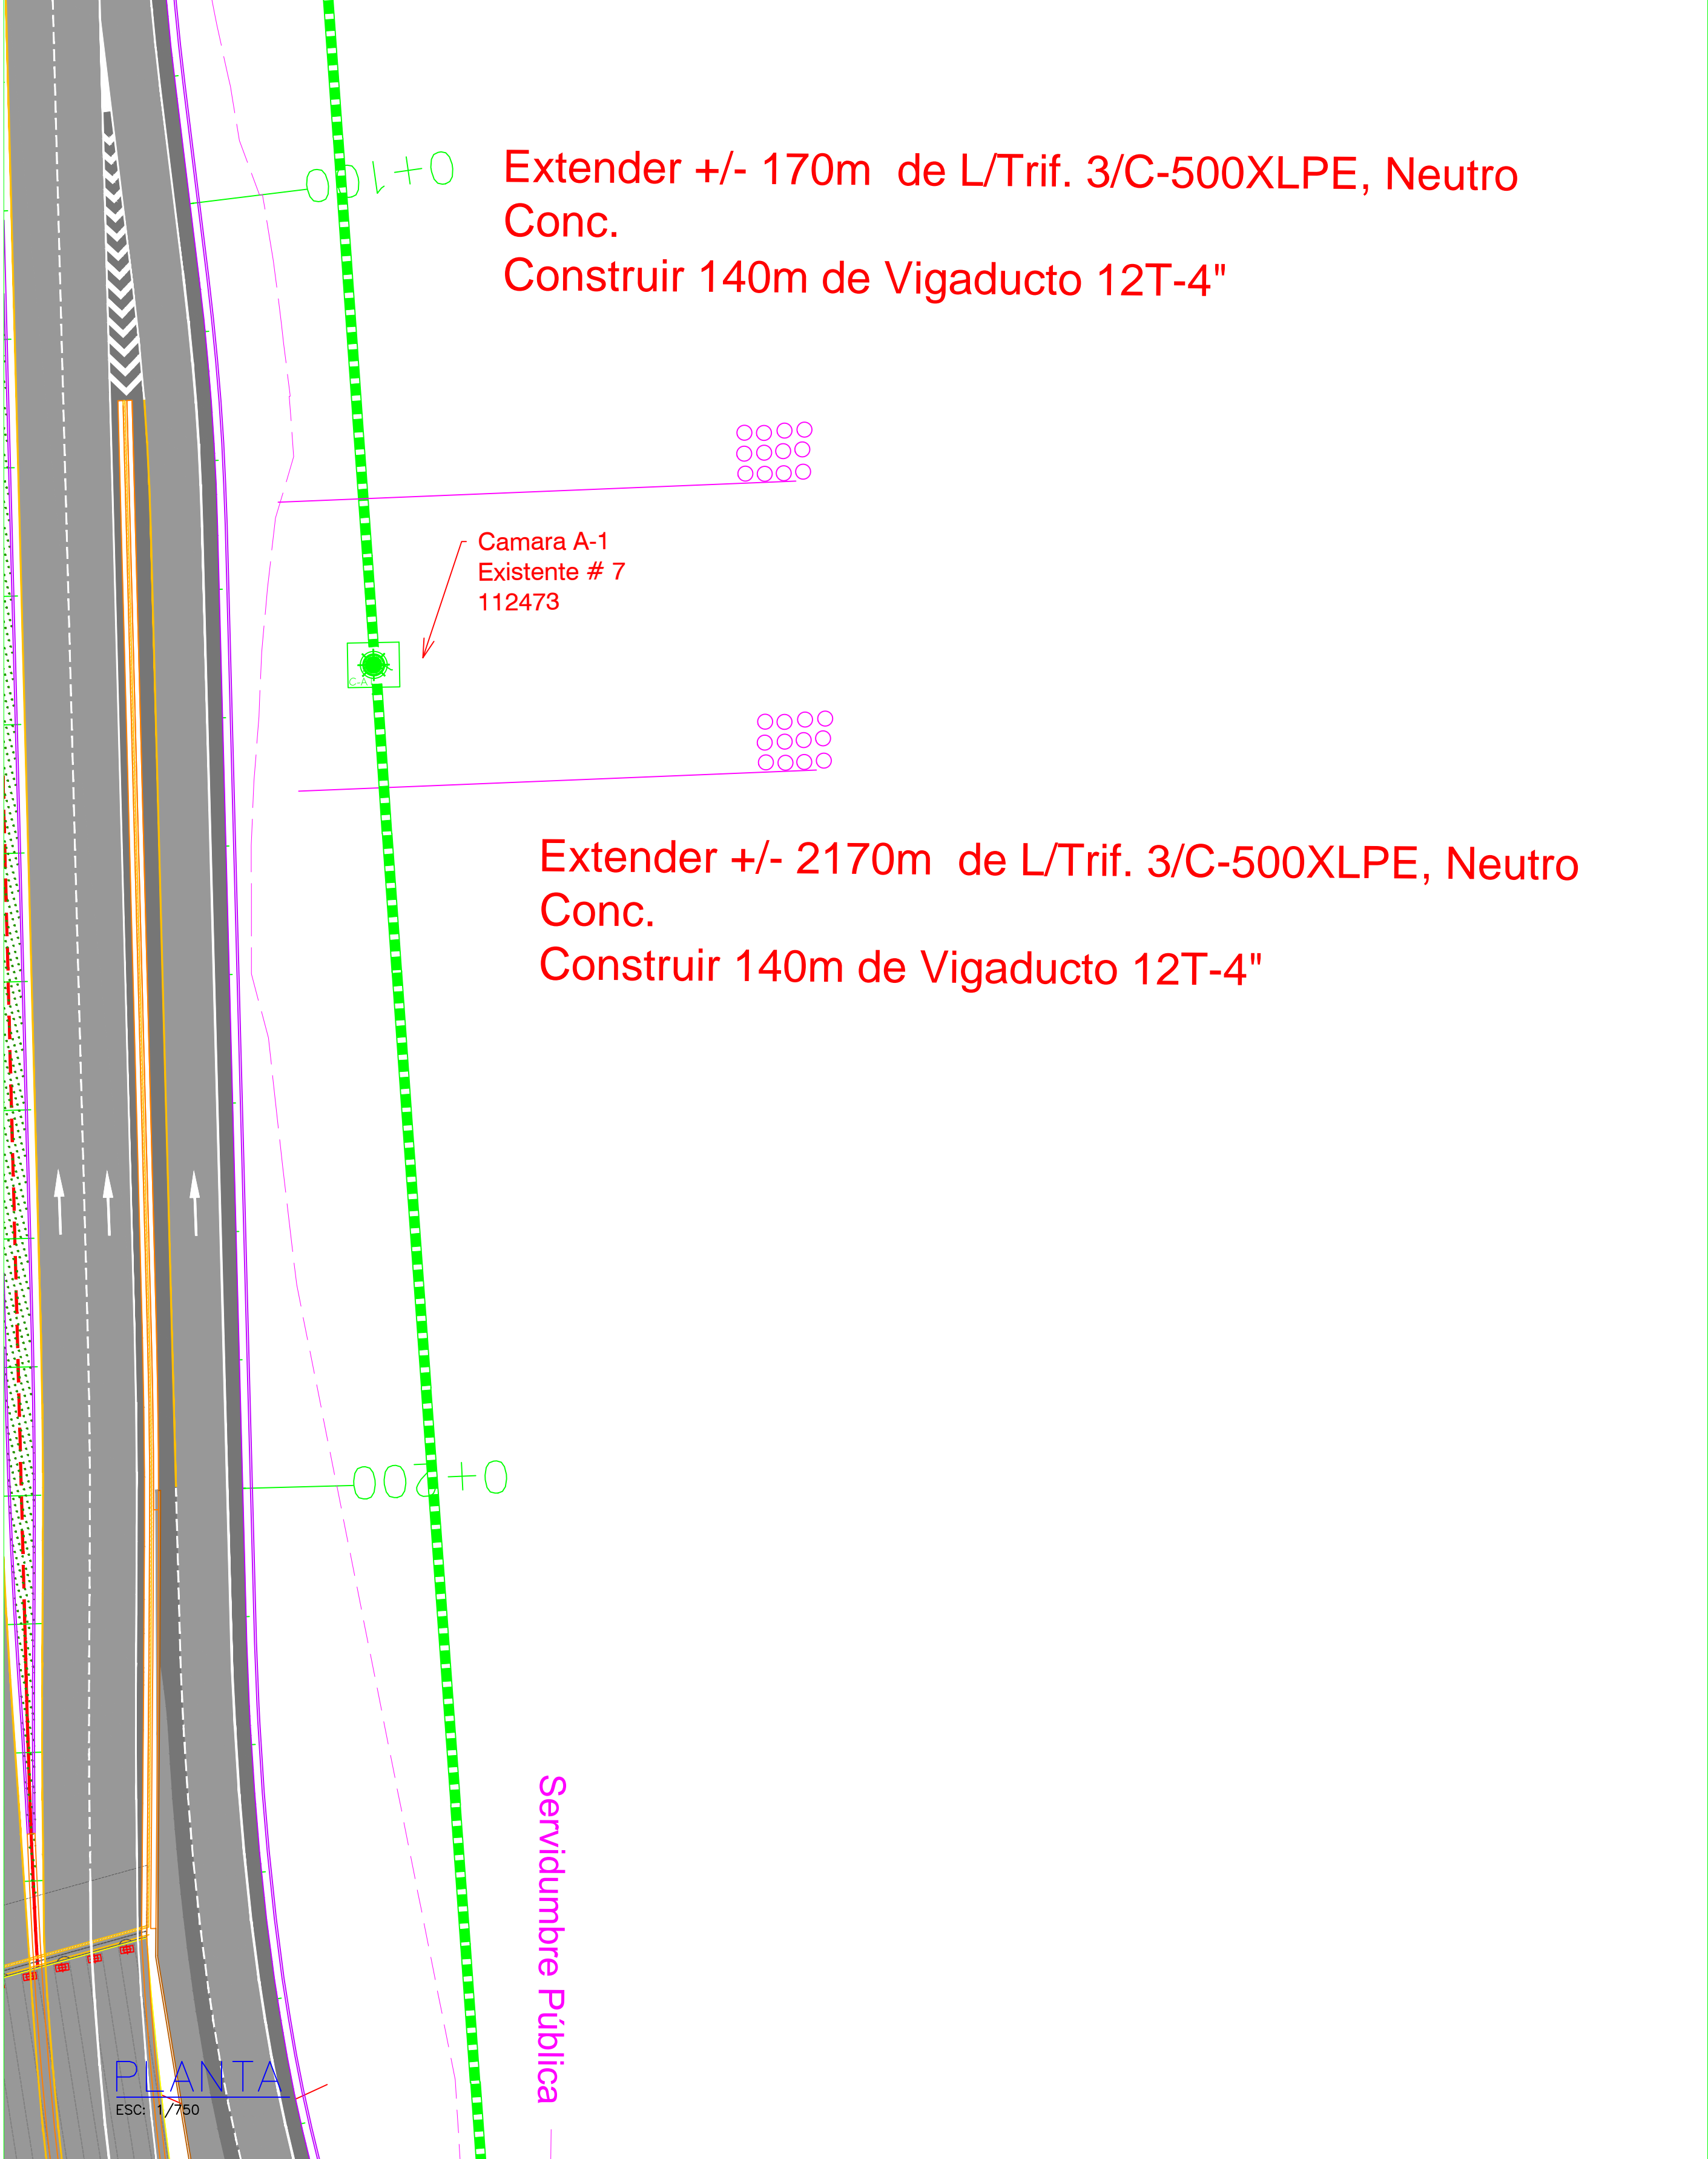 0+100
Extender +/- 170m  de L/Trif. 3/C-500XLPE, Neutro
Conc.
Construir 140m de Vigaducto 12T-4"
Camara A-1
Existente # 7
112473
C-A
Extender +/- 2170m  de L/Trif. 3/C-500XLPE, Neutro
Conc.
Construir 140m de Vigaducto 12T-4"
0+200
Servidumbre Pública
PLANTA
ESC: 1/750